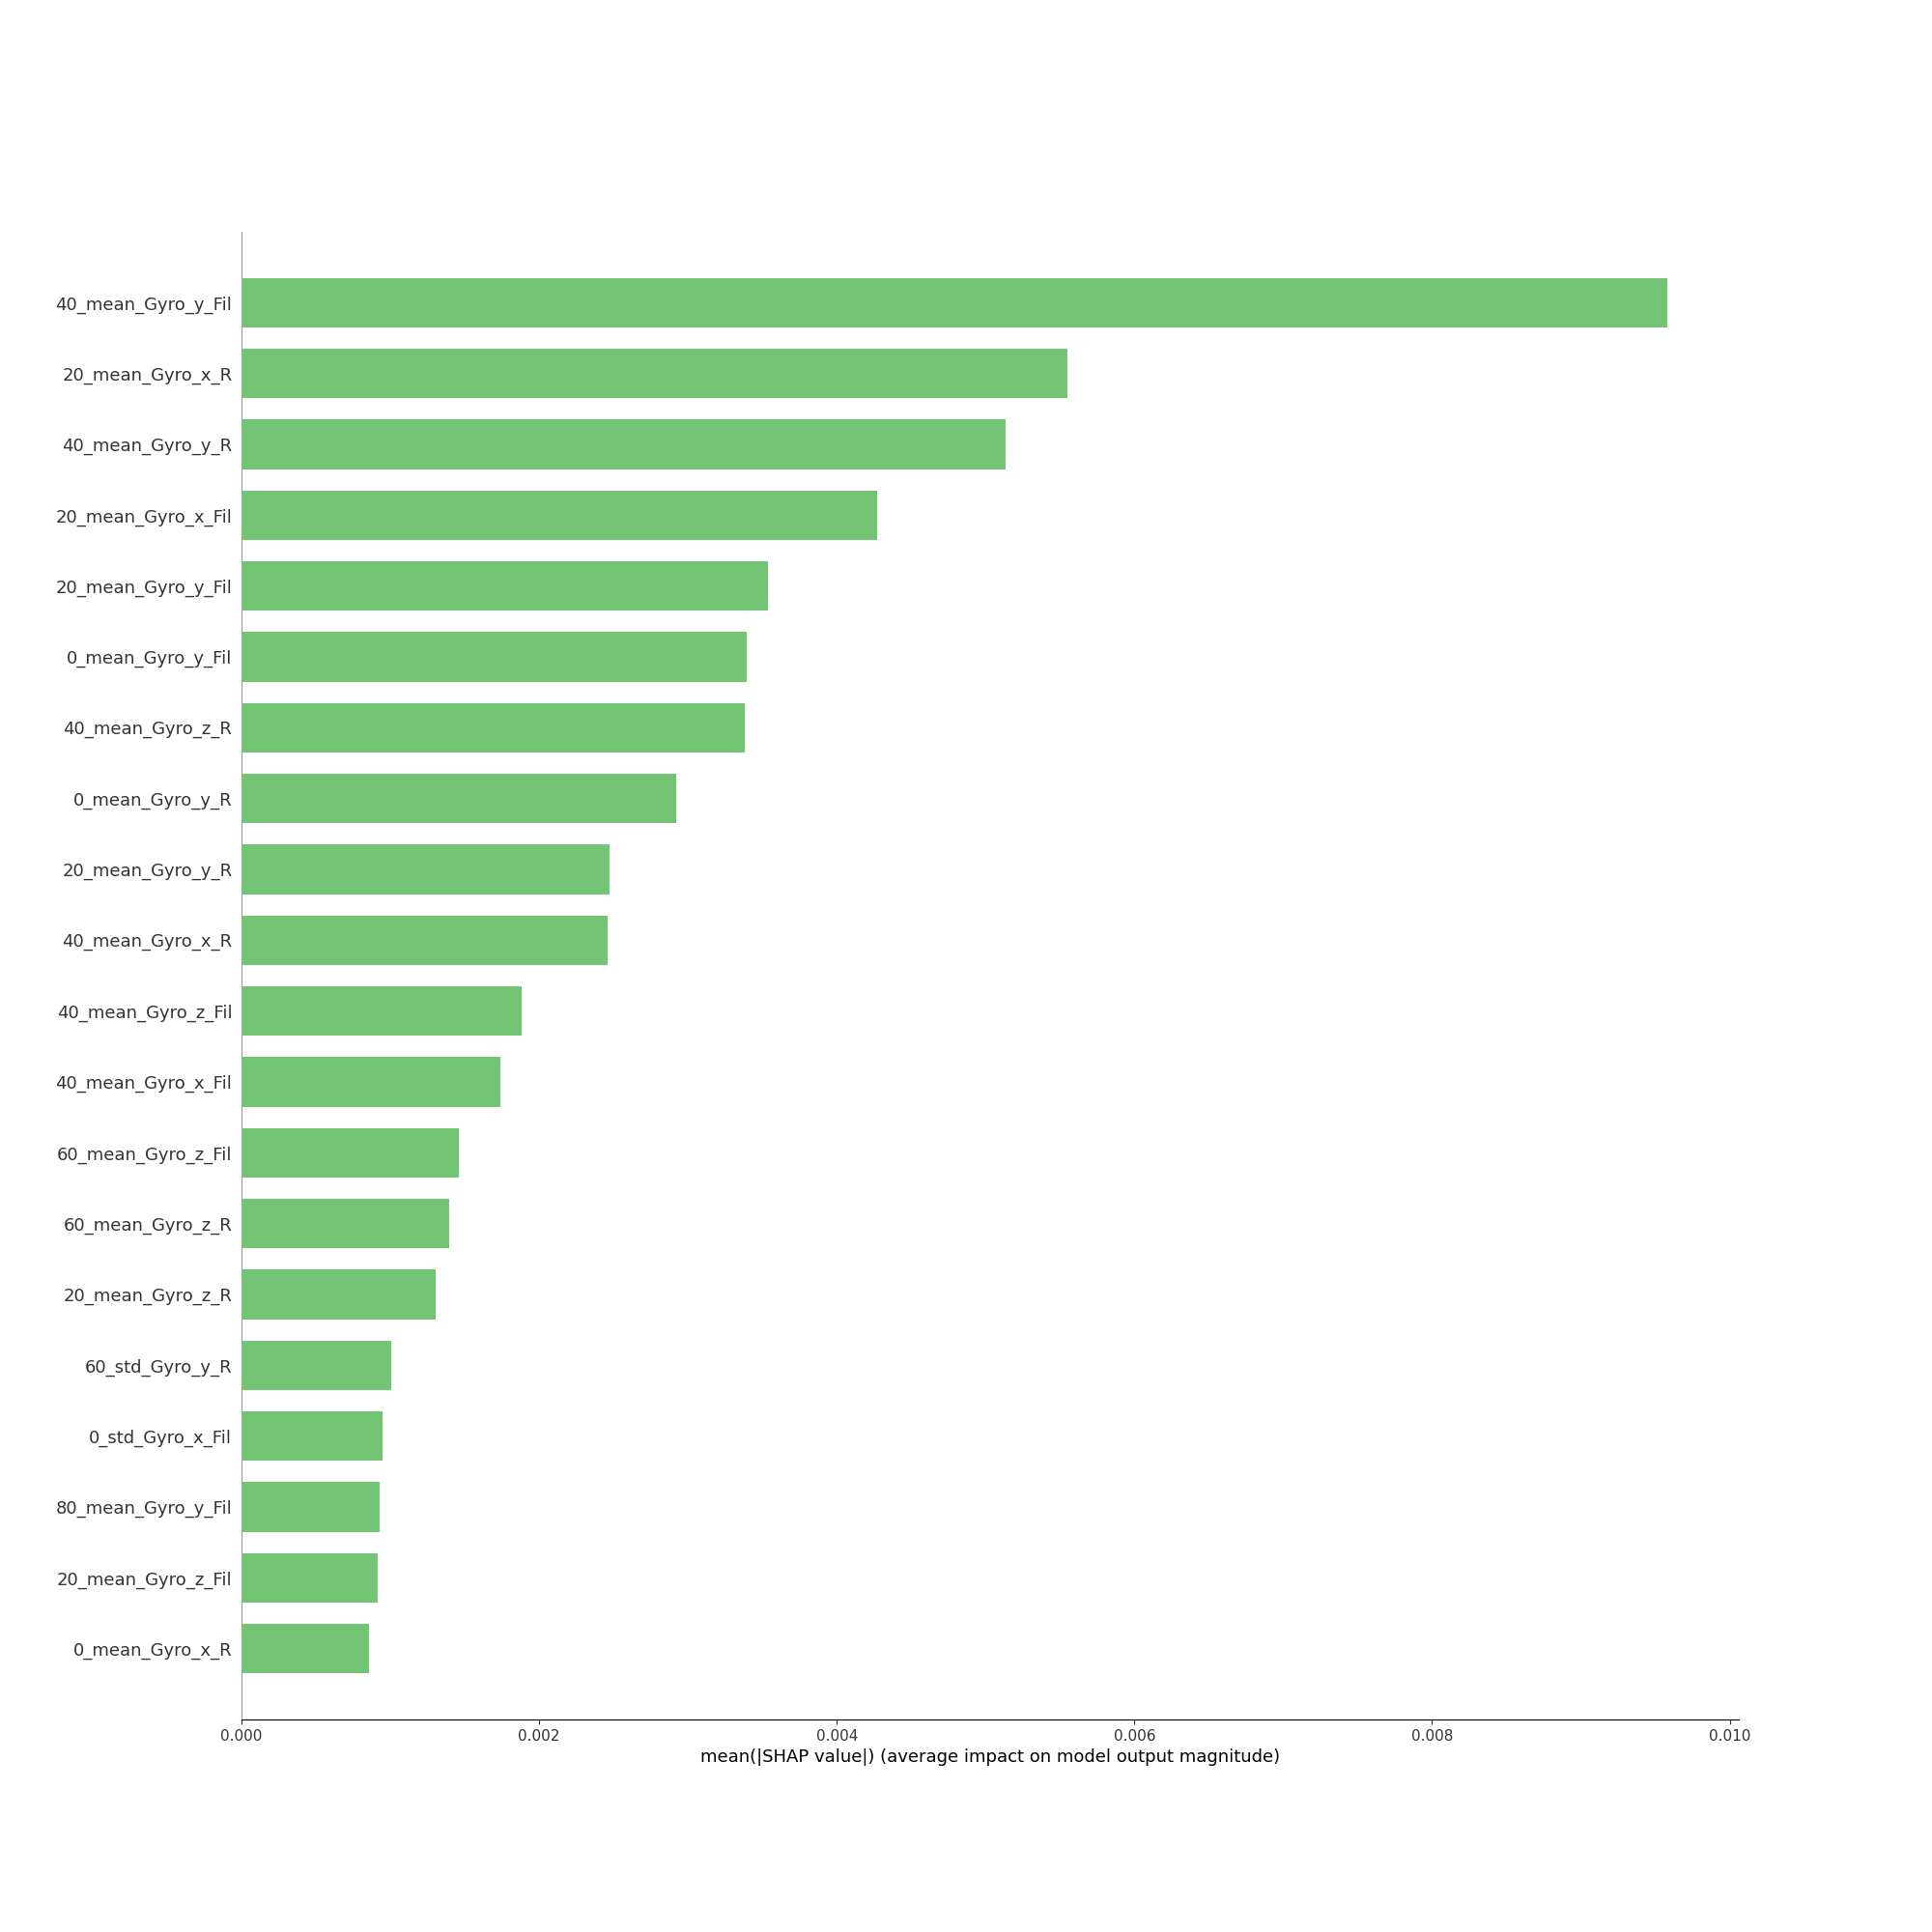 40_mean_Gyro_y_Fil
20_mean_Gyro_x_R
40_mean_Gyro_y_R
20_mean_Gyro_x_Fil
20_mean_Gyro_y_Fil
0_mean_Gyro_y_Fil
40_mean_Gyro_z_R
0_mean_Gyro_y_R
20_mean_Gyro_y_R
40_mean_Gyro_x_R
40_mean_Gyro_z_Fil
40_mean_Gyro_x_Fil
60_mean_Gyro_z_Fil
60_mean_Gyro_z_R
20_mean_Gyro_z_R
60_std_Gyro_y_R
0_std_Gyro_x_Fil
80_mean_Gyro_y_Fil
20_mean_Gyro_z_Fil
0_mean_Gyro_x_R
0.000 0.002 0.004 0.006 0.008 0.010
mean(|SHAP value|) (average impact on model output magnitude)